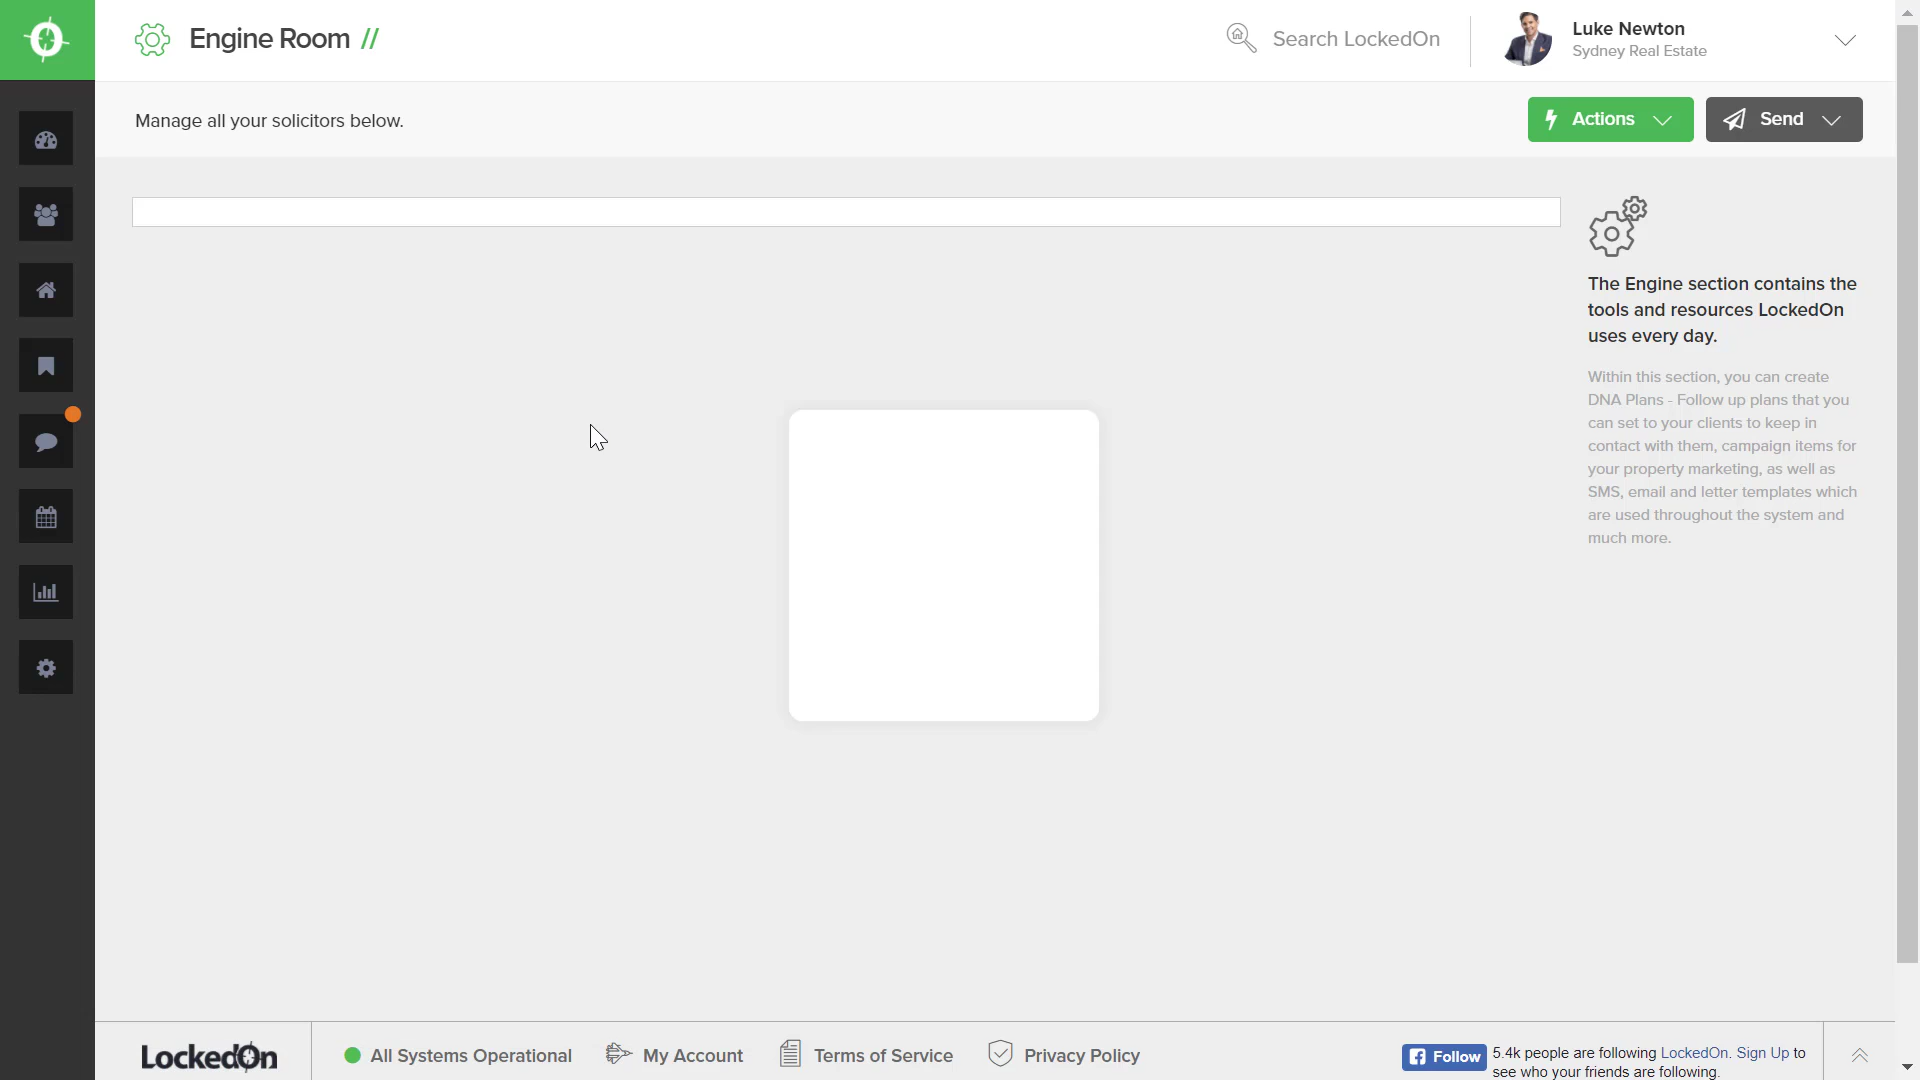 Engine Room //
Search LockedOn
Luke Newton
Sydney Real Estate
Manage all your solicitors below.
Actions
Send
The Engine section contains the
tools and resources LockedOn
uses every day.
Within this section, you can create
DNA Plans - Follow up plans that you
can set to your clients to keep in
contact with them, campaign items for
your property marketing, as well as
SMS, email and letter templates which
are used throughout the system and
much more.
LockedOn
All Systems Operational
My Account
Terms of Service
Privacy Policy
Follow
5.4k people are following LockedOn. Sign Up to
see who your friends are following.